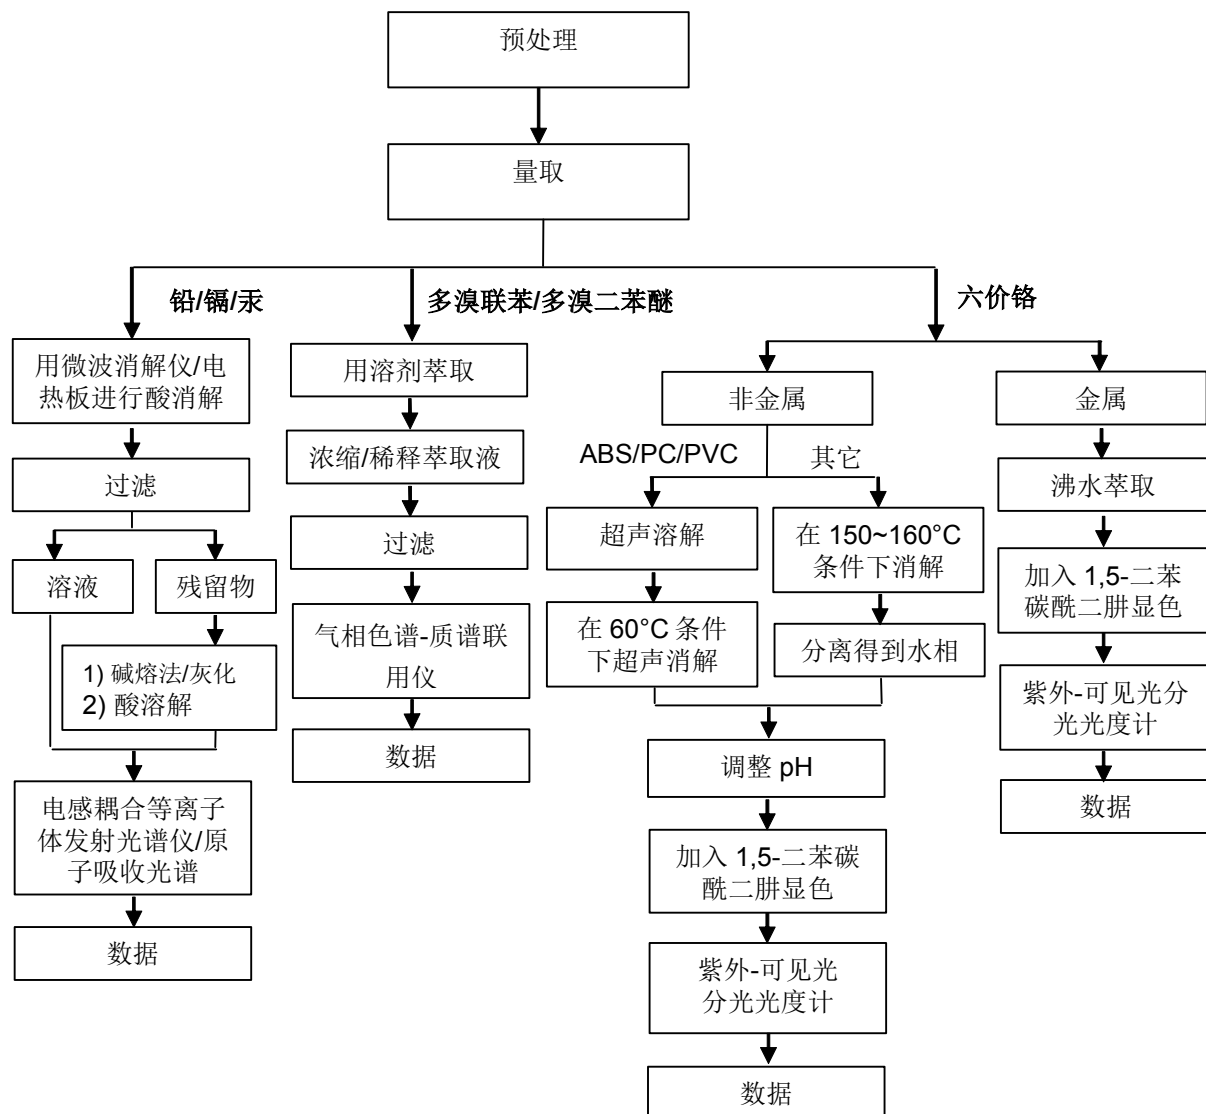 预处理
量取
铅/镉/汞
用微波消解仪/电
热板进行酸消解
过滤
溶液
残留物
1) 碱熔法/灰化
2) 酸溶解
电感耦合等离子
体发射光谱仪/原
子吸收光谱
数据
多溴联苯/多溴二苯醚
用溶剂萃取
浓缩/稀释萃取液
过滤
气相色谱-质谱联
用仪
数据
六价铬
非金属
ABS/PC/PVC
其它
超声溶解
在 60°C 条件
下超声消解
在 150~160°C
条件下消解
分离得到水相
调整 pH
加入 1,5-二苯碳
酰二肼显色
紫外-可见光
分光光度计
数据
金属
沸水萃取
加入 1,5-二苯
碳酰二肼显色
紫外-可见光分
光光度计
数据